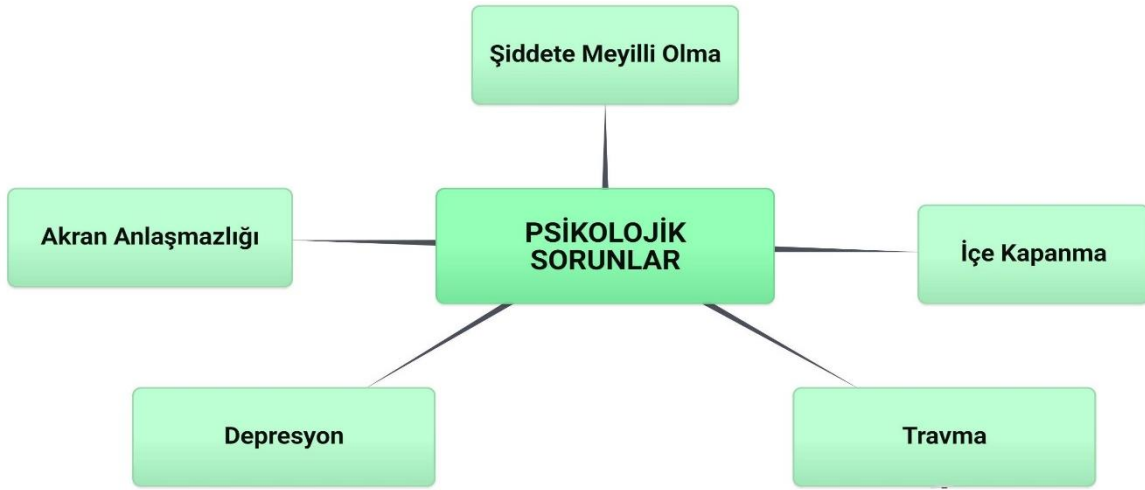 Şiddete Meyilli Olma
Akran Anlaşmazlığı
PSİKOLOJİK
SORUNLAR
İçe Kapanma
Depresyon
Travma